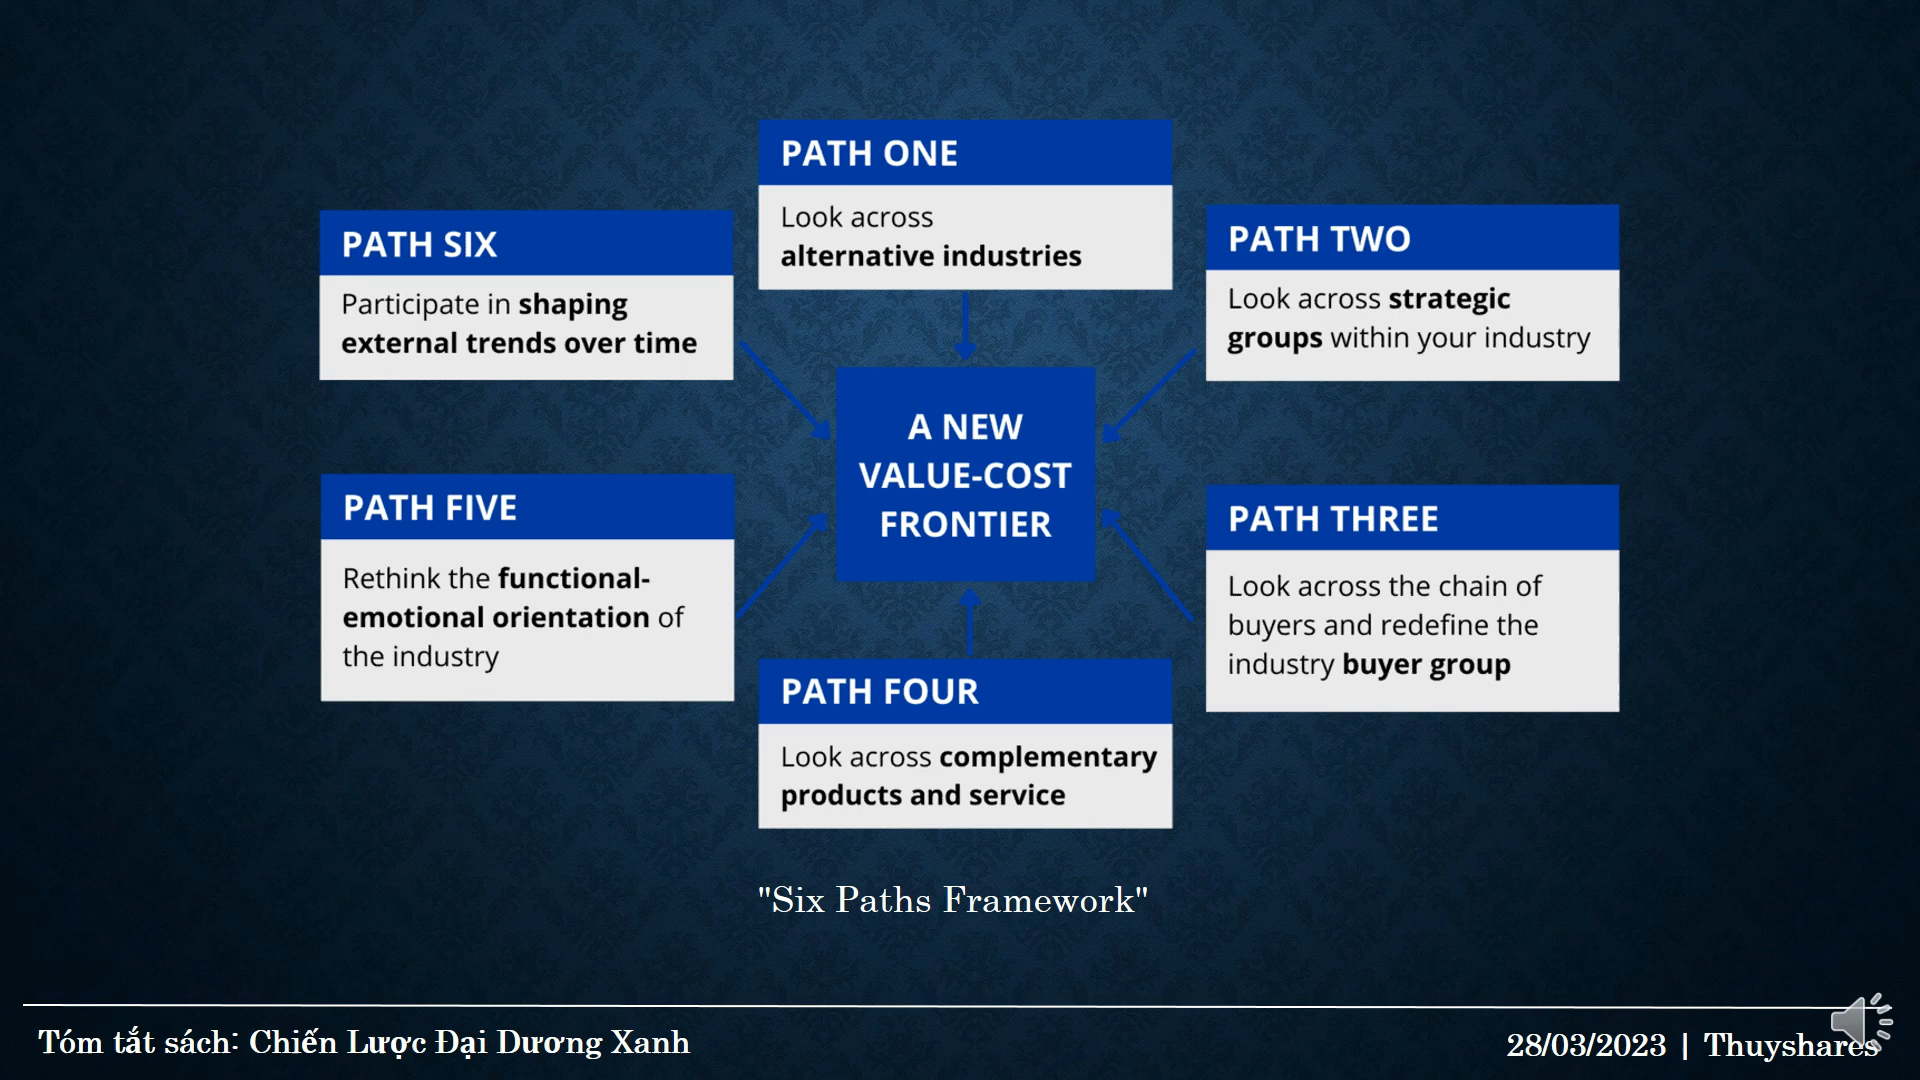 PATH ONE
Look across
alternative industries
PATH TWO
Look across strategic
groups within your industry
PATH THREE
Look across the chain of
buyers and redefine the
industry buyer group
PATH FOUR
Look across complementary
products and service
PATH FIVE
Rethink the functional-
emotional orientation of
the industry
PATH SIX
Participate in shaping
external trends over time
A NEW
VALUE-COST
FRONTIER
"Six Paths Framework"
Tóm tắt sách: Chiến Lược Đại Dương Xanh
28/03/2023 | Thuyshares